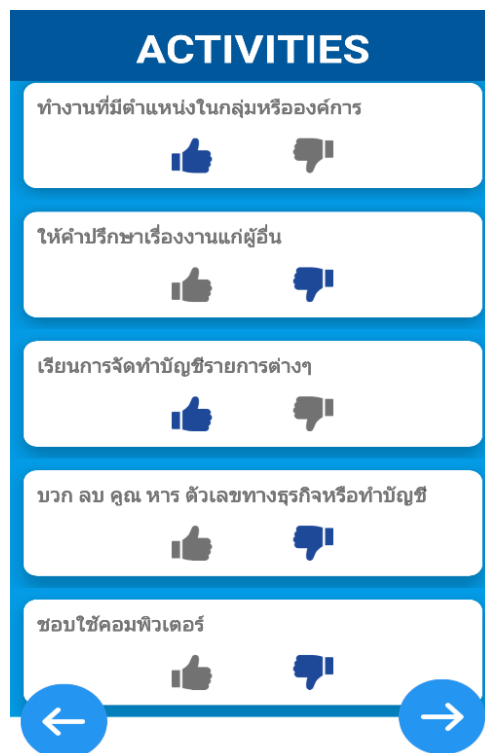 ACTIVITIES
ทำงานที่มีตำแหน่งในกลุ่มหรือองค์การ
ให้คำปรึกษาเรื่องงานแก่ผู้อื่น
เรียนการจัดทำบัญชีรายการต่างๆ
บวก ลบ คูณ หาร ตัวเลขทางธุรกิจหรือทำบัญชี
ชอบใช้คอมพิวเตอร์